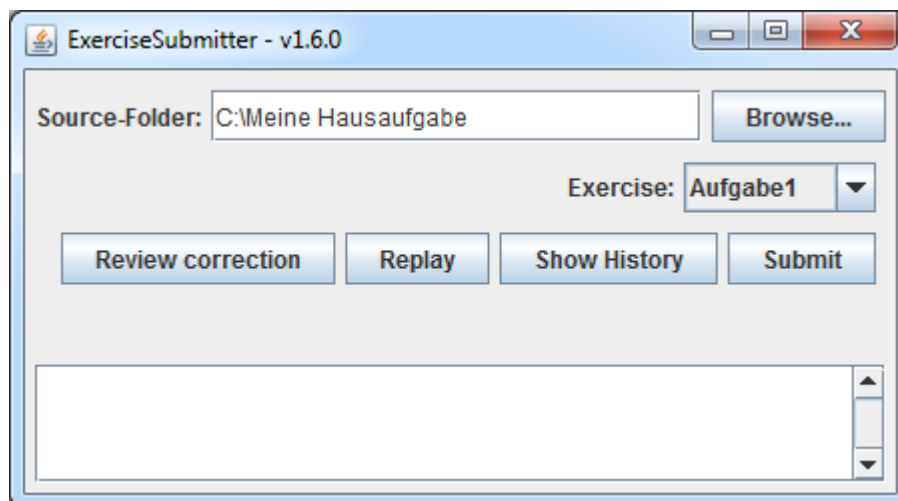 ExerciseSubmitter - v1.6.0
Source-Folder: C:\Meine Hausaufgabe Browse...
Exercise: Aufgabe1
Review correction Replay Show History Submit